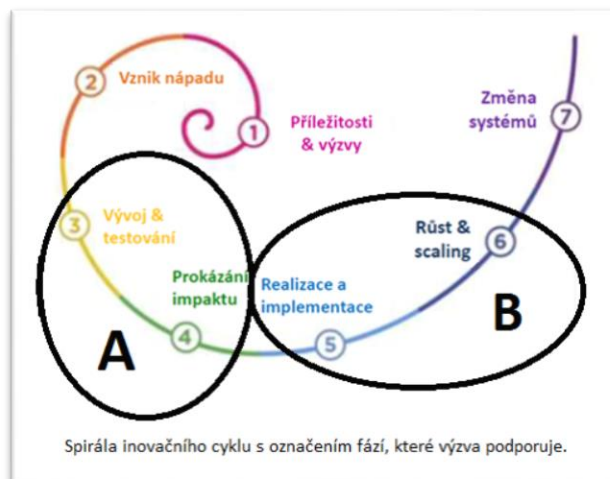 2
Vznik nápadu
1
Příležitosti
& výzvy
Změna
systémů
7
3
Vývoj &
testování
Růst &
scaling
6
Prokázání
impaktu
Realizace a
implementace
A
B
4
5
Spirála inovačního cyklu s označením fází, které výzva podporuje.